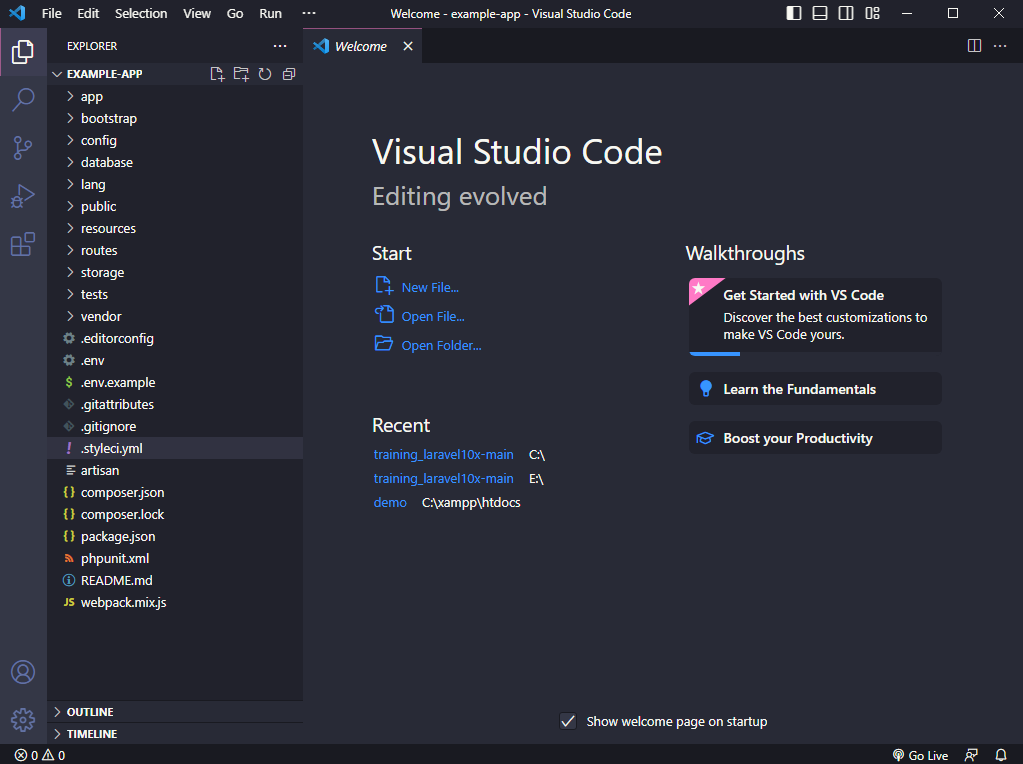 File Edit Selection View Go Run ··· Welcome - example-app - Visual Studio Code
EXPLORER ···
EXAMPLE-APP
app
bootstrap
config
database
lang
public
resources
routes
storage
tests
vendor
.editorconfig
.env
$ .env.example
.gitattributes
.gitignore
! .styleci.yml
artisan
{} composer.json
{} composer.lock
{} package.json
phpunit.xml
README.md
JS webpack.mix.js
OUTLINE
TIMELINE
Welcome
Visual Studio Code
Editing evolved
Start
New File...
Open File...
Open Folder...
Recent
training_laravel10x-main C:\
training_laravel10x-main E:\
demo C:\xampp\htdocs
Walkthroughs
Get Started with VS Code
Discover the best customizations to
make VS Code yours.
Learn the Fundamentals
Boost your Productivity
Show welcome page on startup
0 0 Go Live